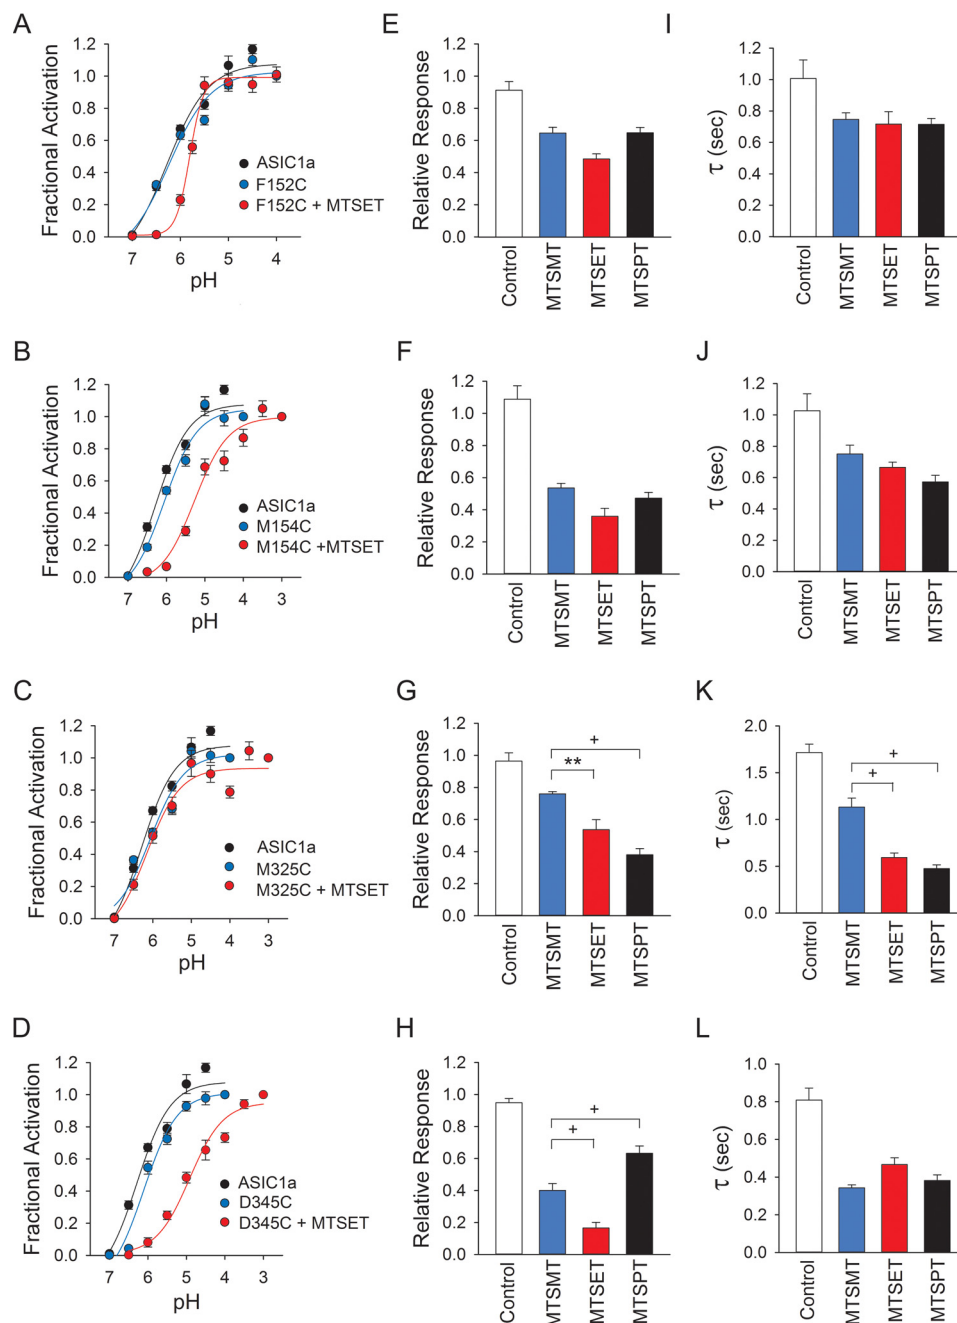 A
Fractional Activation
1.2
1.0
0.8
0.6
0.4
0.2
0.0
ASIC1a
F152C
F152C + MTSET
7 6 5 4
pH
E
Relative Response
1.2
1.0
0.8
0.6
0.4
0.2
0.0
Control
MTSMT
MTSET
MTSPT
I
τ (sec)
1.2
1.0
0.8
0.6
0.4
0.2
0.0
Control
MTSMT
MTSET
MTSPT
B
Fractional Activation
1.2
1.0
0.8
0.6
0.4
0.2
0.0
ASIC1a
M154C
M154C +MTSET
7 6 5 4 3
pH
F
Relative Response
1.2
1.0
0.8
0.6
0.4
0.2
0.0
Control
MTSMT
MTSET
MTSPT
J
τ (sec)
1.2
1.0
0.8
0.6
0.4
0.2
0.0
Control
MTSMT
MTSET
MTSPT
C
Fractional Activation
1.2
1.0
0.8
0.6
0.4
0.2
0.0
ASIC1a
M325C
M325C + MTSET
7 6 5 4 3
pH
G
Relative Response
1.2
1.0
0.8
0.6
0.4
0.2
0.0
+
**
Control
MTSMT
MTSET
MTSPT
K
τ (sec)
2.0
1.5
1.0
0.5
0.0
+
+
Control
MTSMT
MTSET
MTSPT
D
Fractional Activation
1.2
1.0
0.8
0.6
0.4
0.2
0.0
ASIC1a
D345C
D345C + MTSET
7 6 5 4 3
pH
H
Relative Response
1.2
1.0
0.8
0.6
0.4
0.2
0.0
+
+
Control
MTSMT
MTSET
MTSPT
L
τ (sec)
0.8
0.6
0.4
0.2
0.0
Control
MTSMT
MTSET
MTSPT